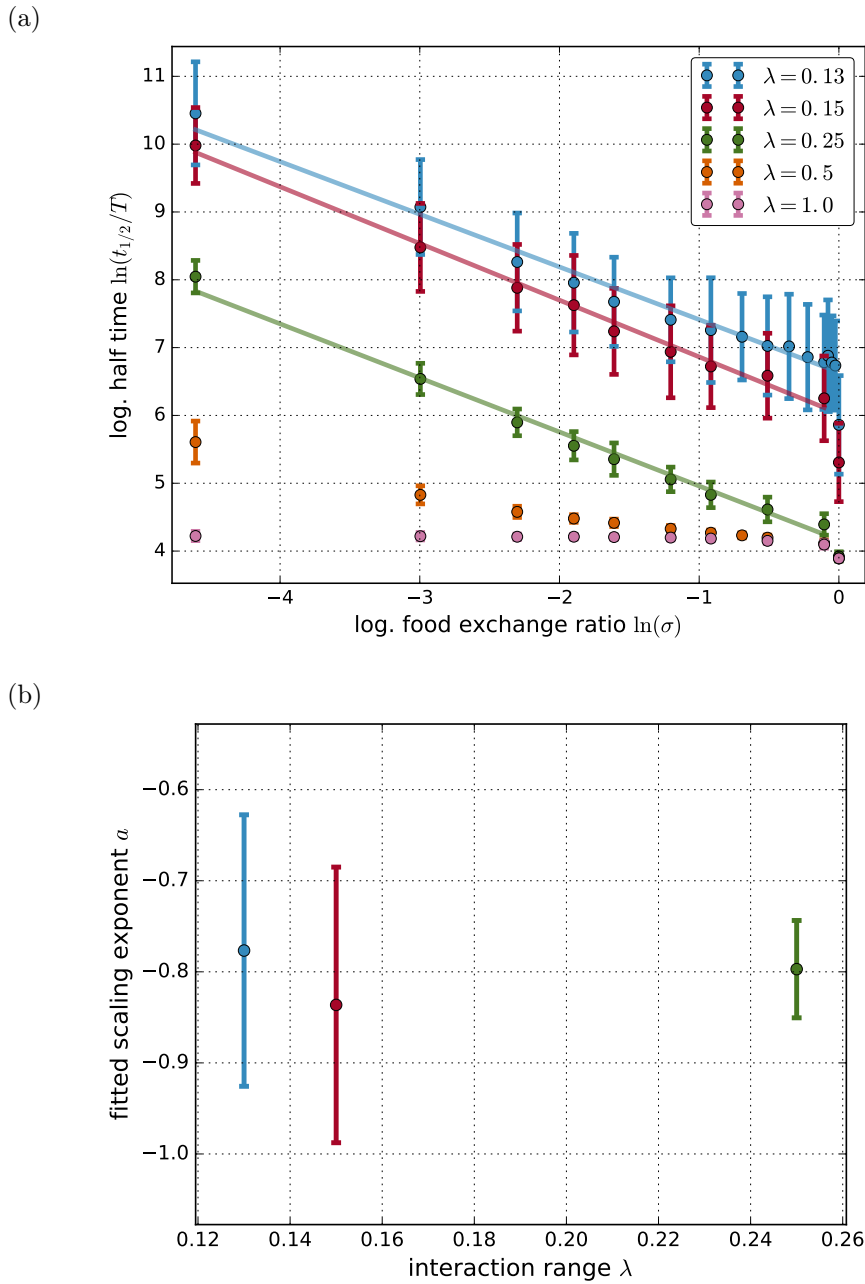 (a)
11
10
9
8
7
6
5
4
−4
−3
−2
−1
0
log. half time ln(t_{1/2}/T)
log. food exchange ratio ln(σ)
λ = 0.13
λ = 0.15
λ = 0.25
λ = 0.5
λ = 1.0
(b)
−0.6
−0.7
−0.8
−0.9
−1.0
0.12
0.14
0.16
0.18
0.20
0.22
0.24
0.26
fitted scaling exponent a
interaction range λ